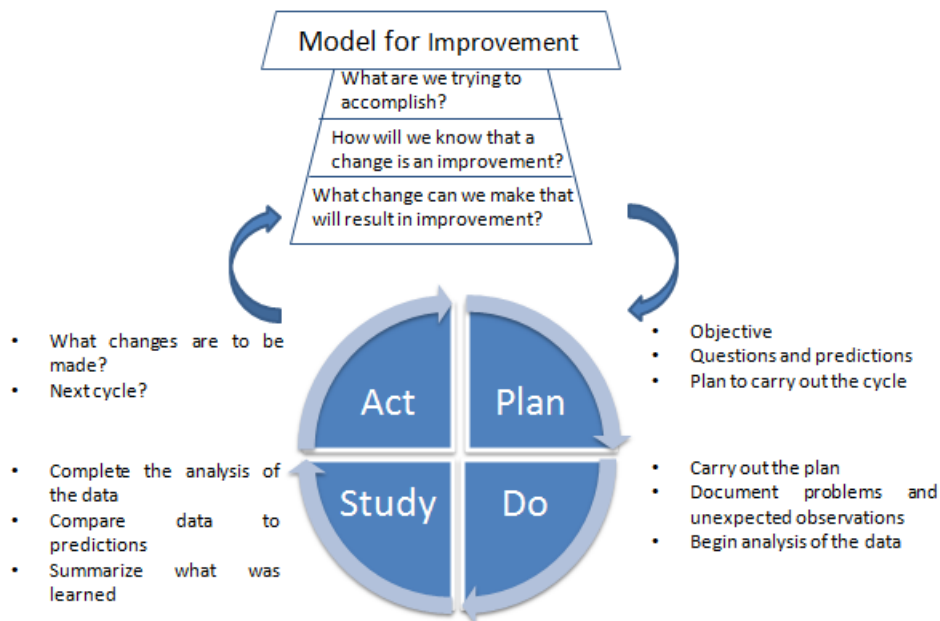 Model for Improvement
What are we trying to
accomplish?
How will we know that a
change is an improvement?
What change can we make that
will result in improvement?
• What changes are to be
made?
• Next cycle?
• Objective
• Questions and predictions
• Plan to carry out the cycle
Act
Plan
• Complete the analysis of
the data
• Compare data to
predictions
• Summarize what was
learned
Study
Do
• Carry out the plan
• Document problems and
unexpected observations
• Begin analysis of the data